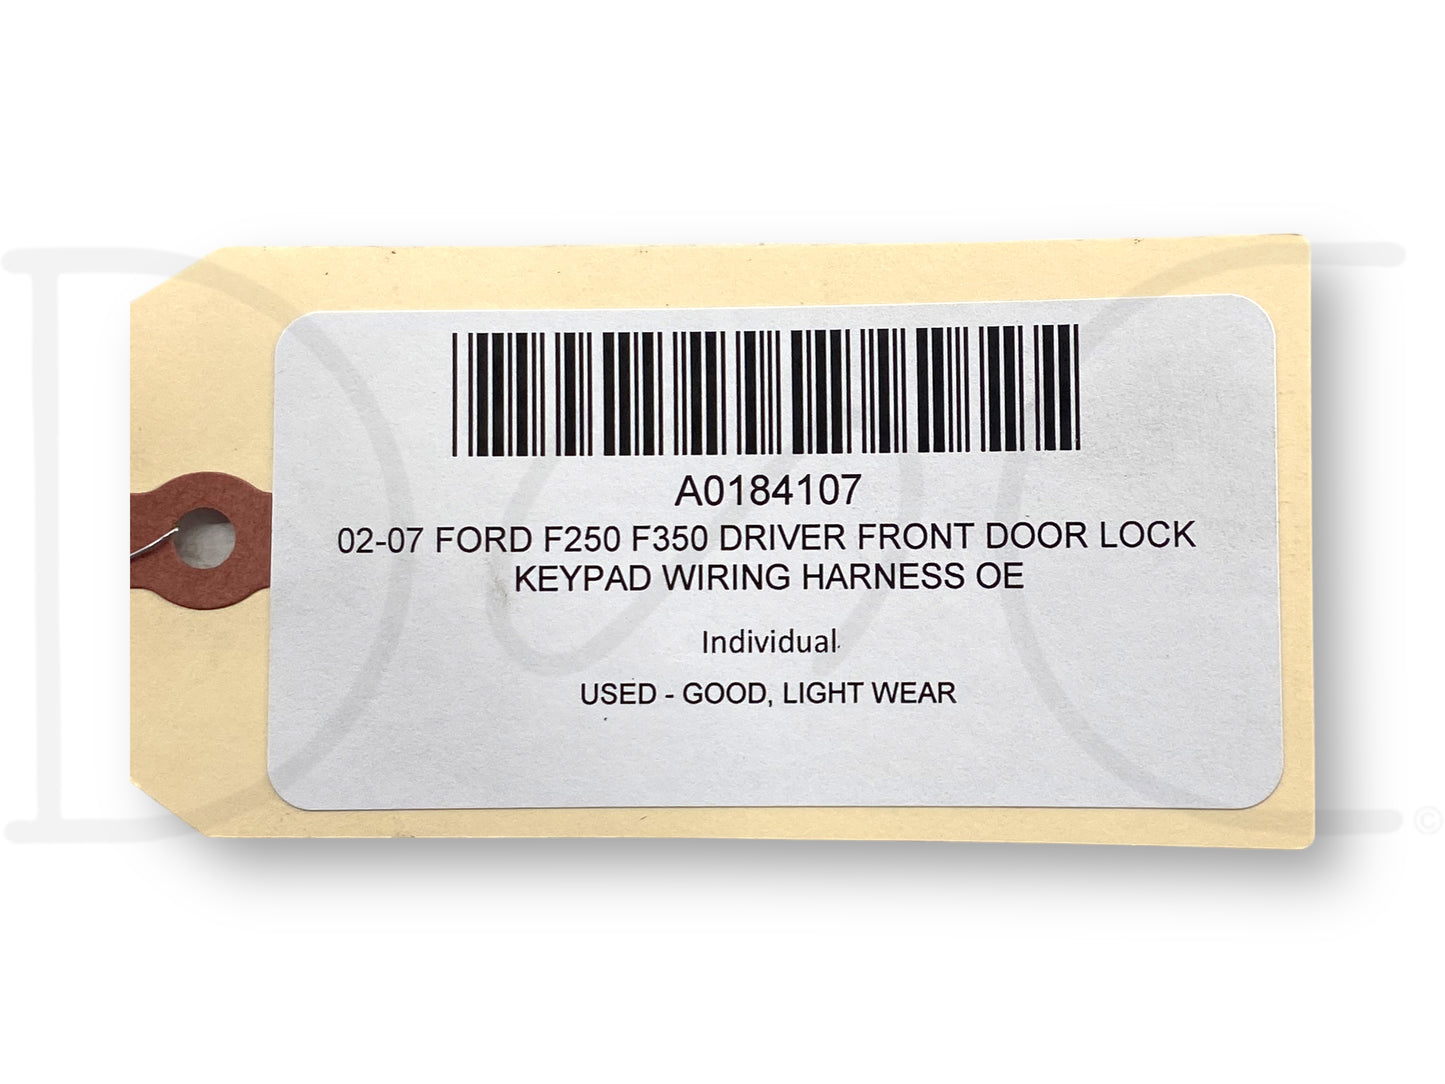 A0184107
02-07 FORD F250 F350 DRIVER FRONT DOOR LOCK
KEYPAD WIRING HARNESS OE
Individual
USED - GOOD, LIGHT WEAR
©